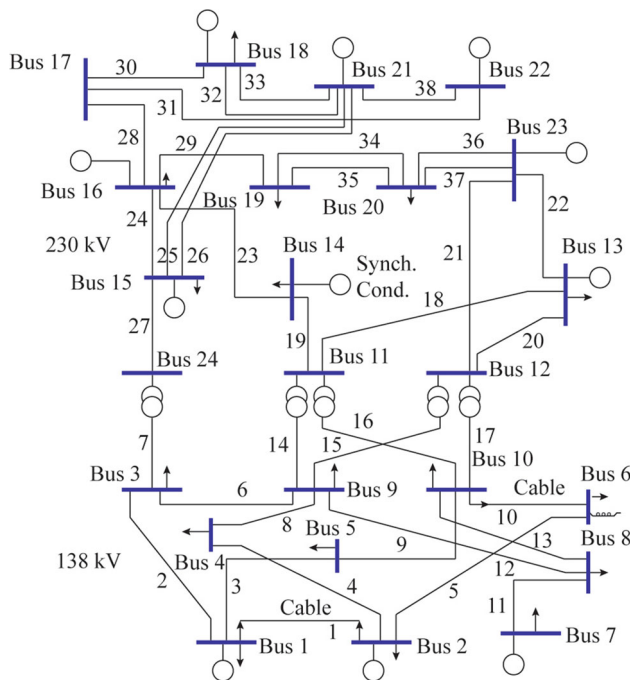 Bus 18
Bus 21
Bus 22
Bus 17
30
33
32
38
31
Bus 23
28
29
34
36
Bus 16
Bus 19
35
Bus 20
37
24
22
230 kV
25
26
23
Bus 14
21
Bus 13
Bus 15
Synch.
Cond.
18
27
19
20
Bus 24
Bus 11
Bus 12
16
7
14
15
17
Bus 3
Bus 10
Bus 6
Cable
6
Bus 9
10
8
Bus 5
Bus 8
Bus 4
9
13
138 kV
12
2
3
4
5
11
Cable
Bus 1
1
Bus 2
Bus 7